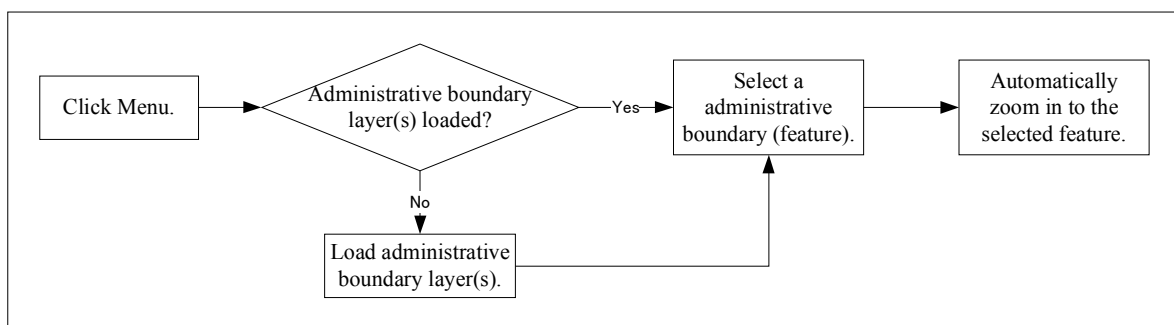 Click Menu.
Administrative boundary
layer(s) loaded?
Yes
Select a
administrative
boundary (feature).
Automatically
zoom in to the
selected feature.
No
Load administrative
boundary layer(s).